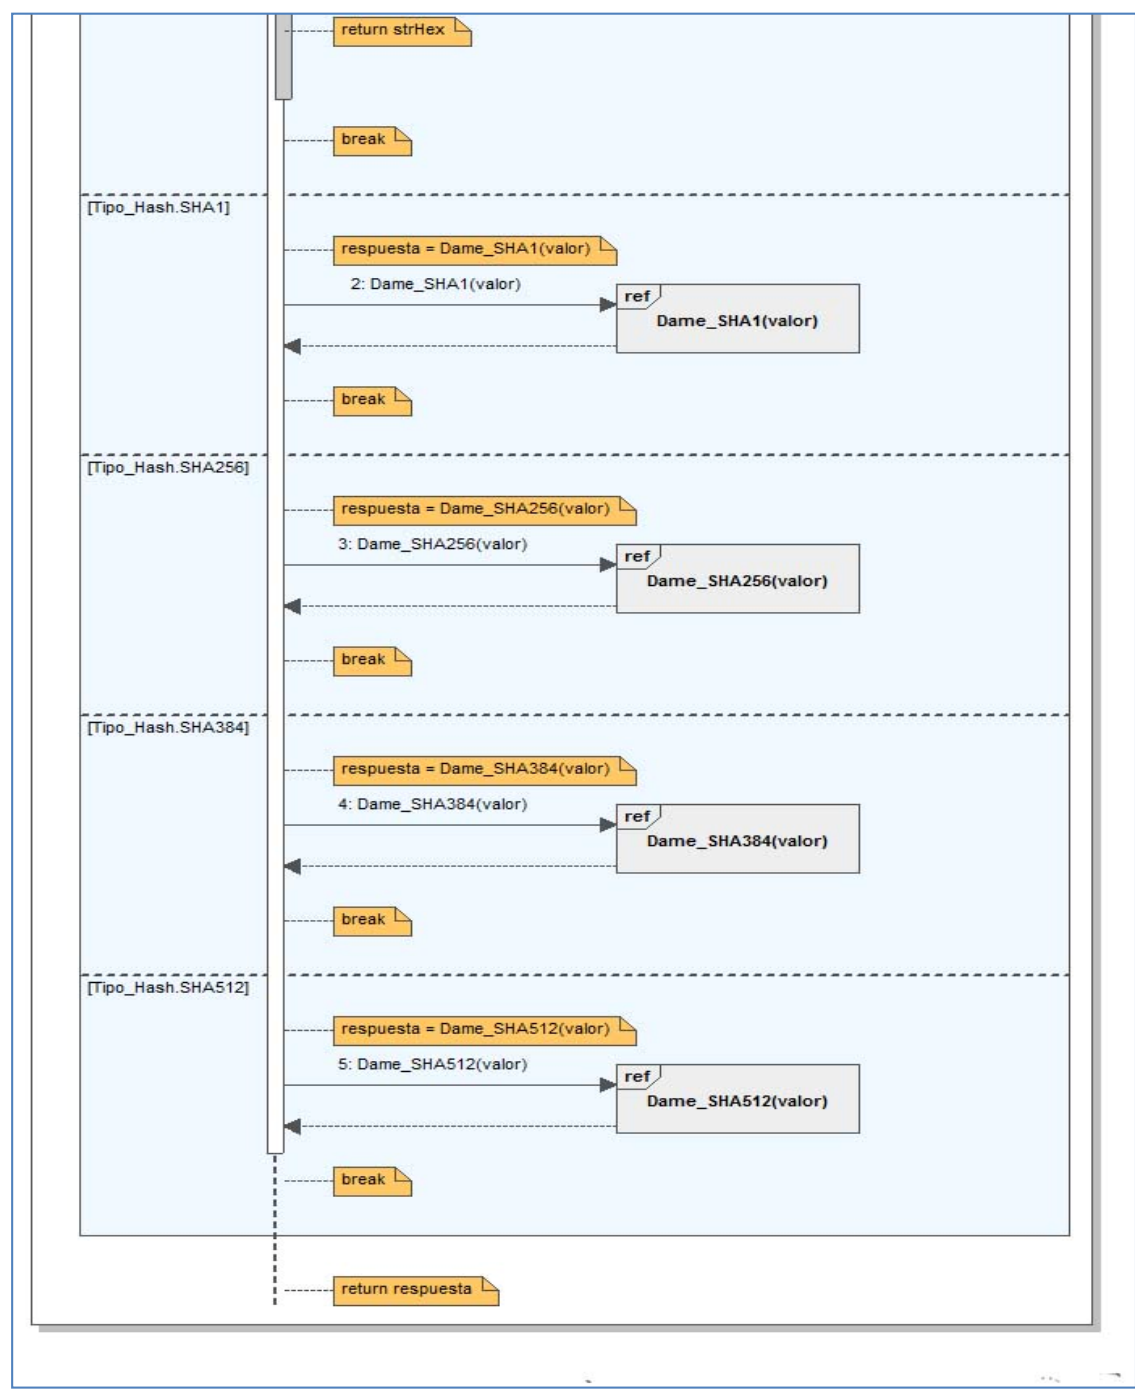 return strHex
break
[Tipo_Hash.SHA1]
respuesta = Dame_SHA1(valor)
2: Dame_SHA1(valor)
ref
Dame_SHA1(valor)
break
[Tipo_Hash.SHA256]
respuesta = Dame_SHA256(valor)
3: Dame_SHA256(valor)
ref
Dame_SHA256(valor)
break
[Tipo_Hash.SHA384]
respuesta = Dame_SHA384(valor)
4: Dame_SHA384(valor)
ref
Dame_SHA384(valor)
break
[Tipo_Hash.SHA512]
respuesta = Dame_SHA512(valor)
5: Dame_SHA512(valor)
ref
Dame_SHA512(valor)
break
return respuesta